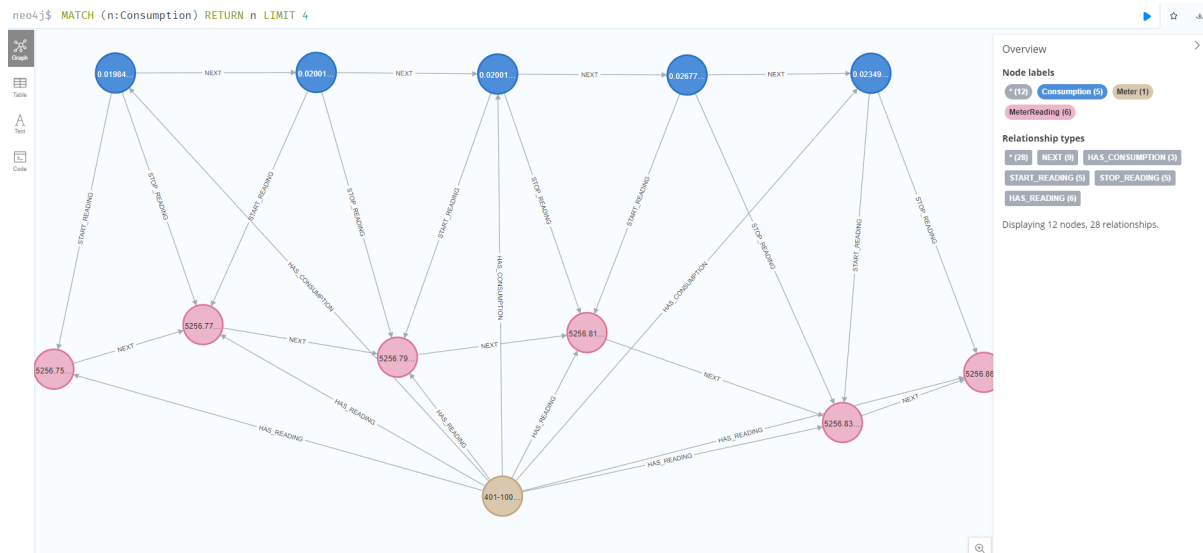 neo4j$ MATCH (n:Consumption) RETURN n LIMIT 4
Graph
Table
Text
Code
0.01984...
NEXT
0.02001...
NEXT
0.02001...
NEXT
0.02677...
NEXT
0.02349...
START_READING
STOP_READING
START_READING
STOP_READING
START_READING
STOP_READING
START_READING
STOP_READING
START_READING
STOP_READING
HAS_CONSUMPTION
HAS_CONSUMPTION
HAS_CONSUMPTION
5256.75...
NEXT
5256.77...
NEXT
5256.79...
NEXT
5256.81...
NEXT
5256.83...
NEXT
5256.86
HAS_READING
HAS_READING
HAS_READING
HAS_READING
HAS_READING
HAS_READING
401-100...
Overview
Node labels
* (12) Consumption (5) Meter (1)
MeterReading (6)
Relationship types
* (28) NEXT (9) HAS_CONSUMPTION (3)
START_READING (5) STOP_READING (5)
HAS_READING (6)
Displaying 12 nodes, 28 relationships.